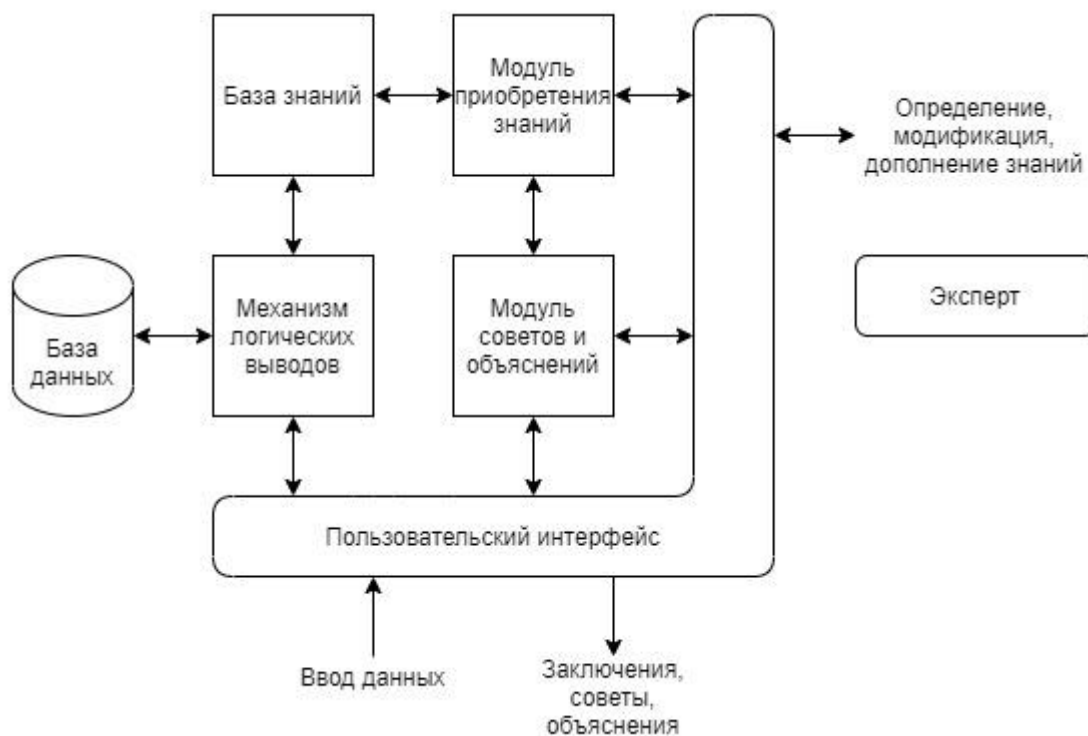 База знаний
Модуль
приобретения
знаний
Определение,
модификация,
дополнение знаний
База
данных
Механизм
логических
выводов
Модуль
советов и
объяснений
Эксперт
Пользовательский интерфейс
Ввод данных
Заключения,
советы,
объяснения